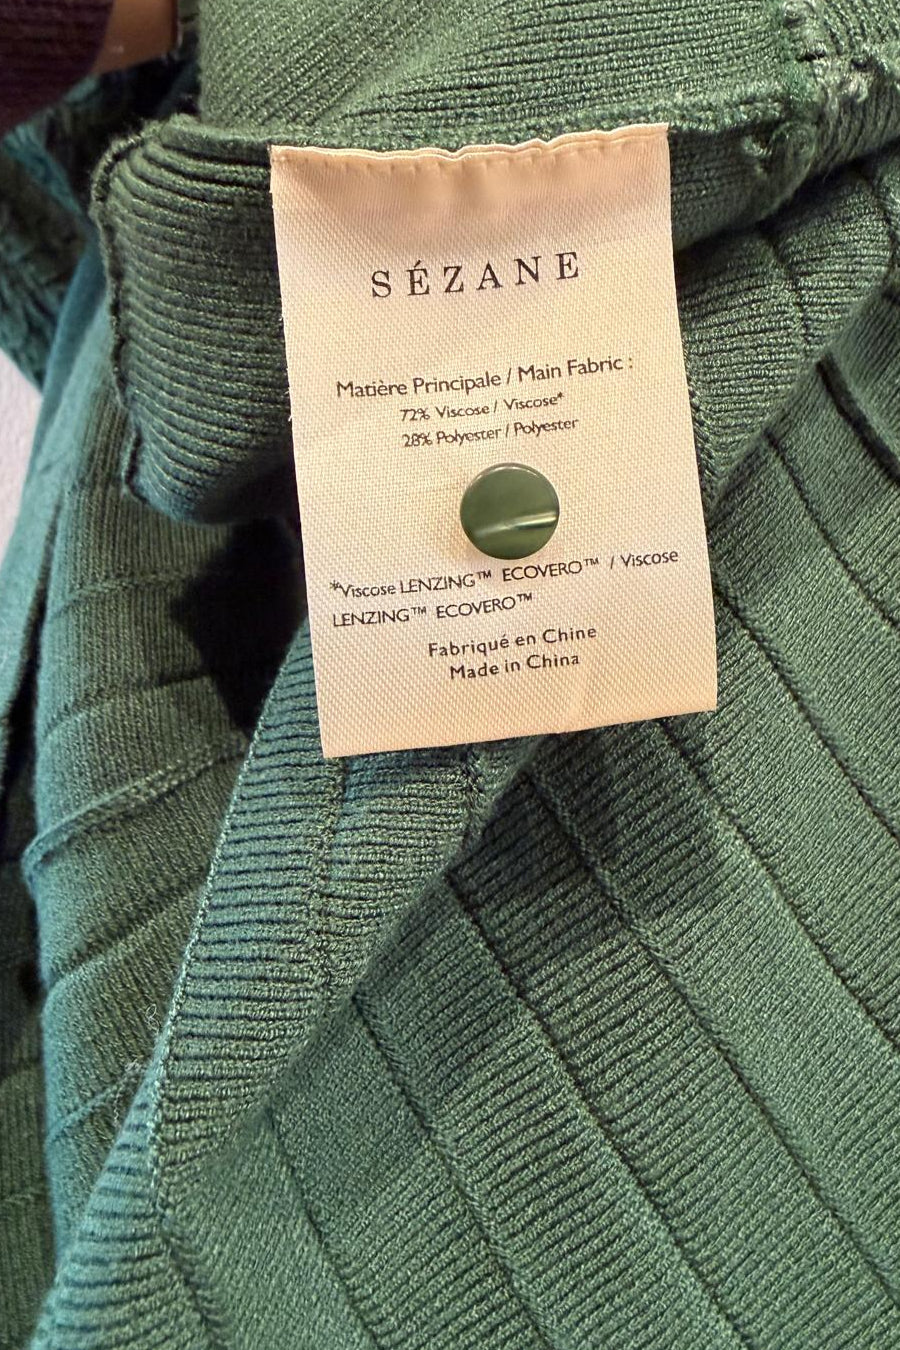 SÉZANE
Matière Principale / Main Fabric :
72% Viscose / Viscose*
28% Polyester / Polyester
*Viscose LENZING™ ECOVERO™ / Viscose
LENZING™ ECOVERO™
Fabriqué en Chine
Made in China